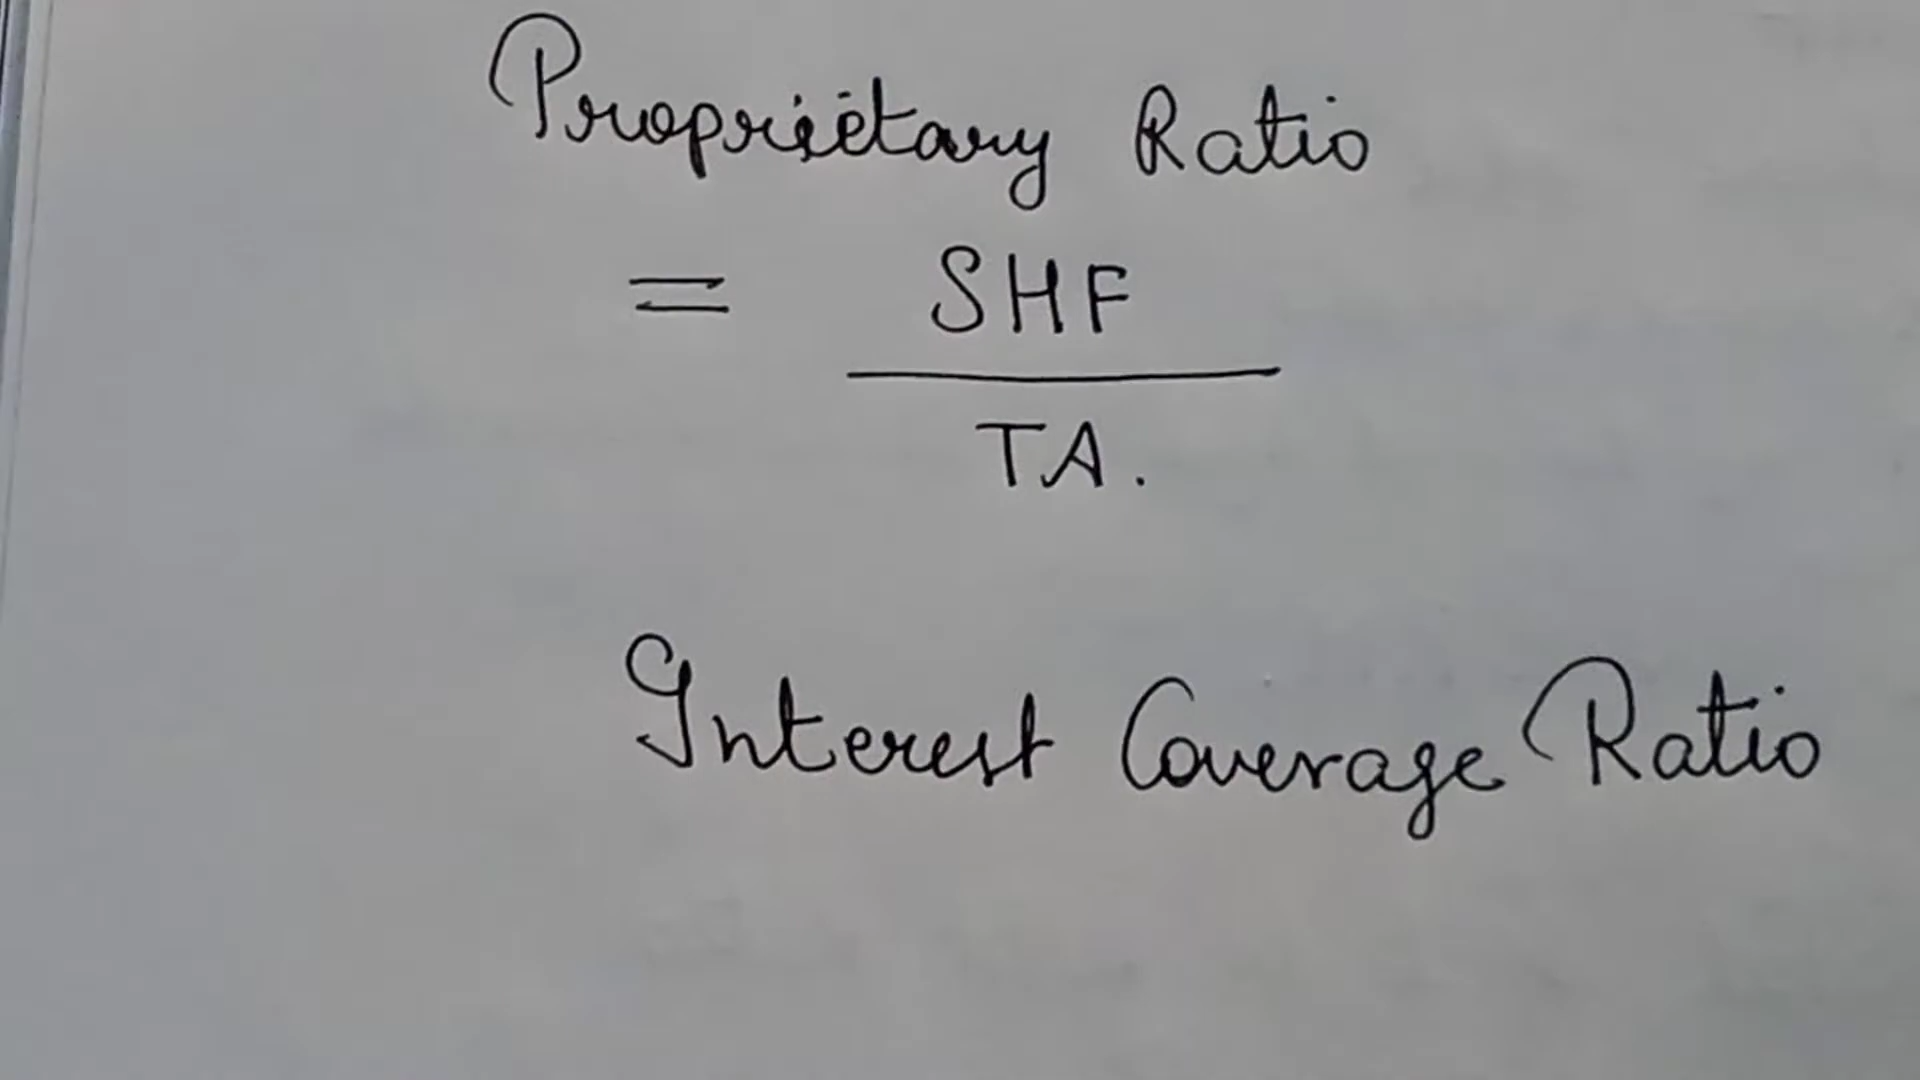 Proprietary Ratio
= SHF
TA.
Interest Coverage Ratio